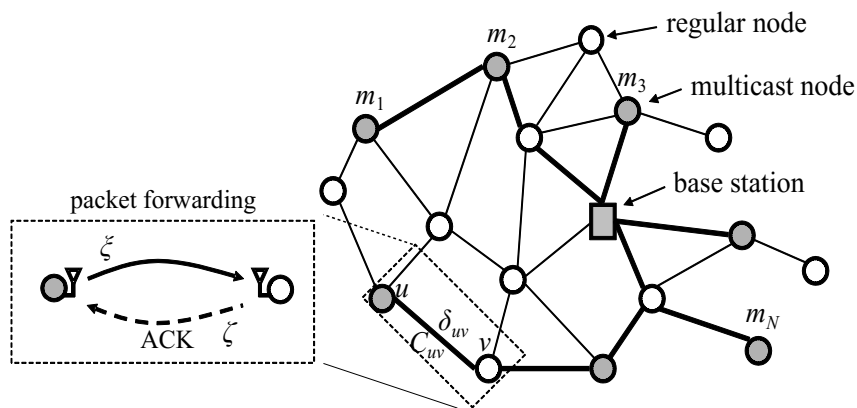 regular node
m2
m3
multicast node
m1
packet forwarding
base station
ξ
u
δuv
mN
ACK
ζ
Cuv
v